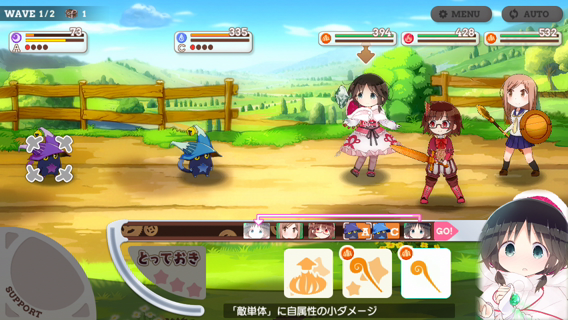 WAVE 1/2 1
MENU
AUTO
73
A
335
C
394
428
532
A
C
GO!
とっておき
SUPPORT
「敵単体」に自属性の小ダメージ